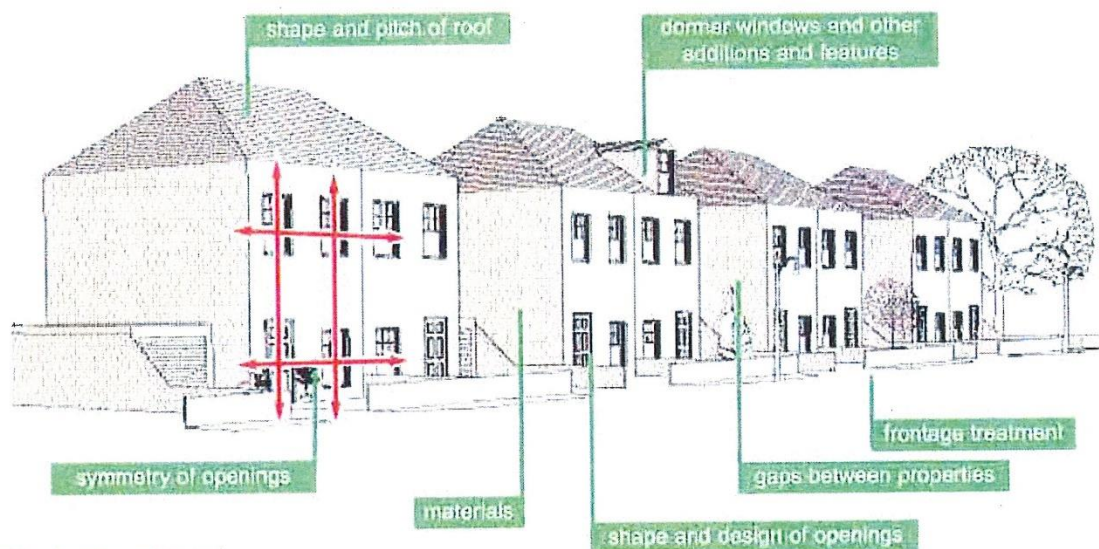 shape and pitch of roof
dormer windows and other
additions and features
symmetry of openings
materials
shape and design of openings
gaps between properties
frontage treatment